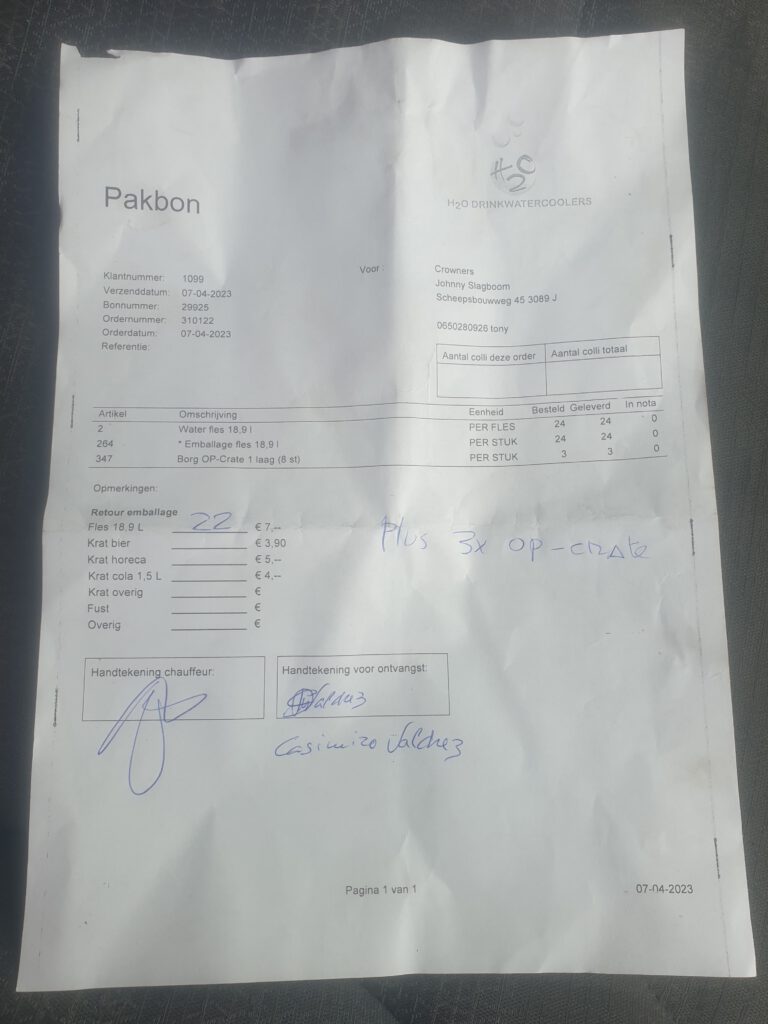 Pakbon
H2O
H2O DRINKWATERCOOLERS
Klantnummer: 1099
Verzenddatum: 07-04-2023
Bonnummer: 29925
Ordernummer: 310122
Orderdatum: 07-04-2023
Referentie:
Voor :
Crowners
Johnny Slagboom
Scheepsbouwweg 45 3089 J
0650280926 tony
Aantal colli deze order Aantal colli totaal
Artikel Omschrijving Eenheid Besteld Geleverd In nota
2 Water fles 18,9 l PER FLES 24 24 0
264 * Emballage fles 18,9 l PER STUK 24 24 0
347 Borg OP-Crate 1 laag (8 st) PER STUK 3 3 0
Opmerkingen:
Retour emballage
Fles 18,9 L 22 € 7,--
Krat bier € 3,90
Krat horeca € 5,--
Krat cola 1,5 L € 4,--
Krat overig €
Fust €
Overig €
Plus 3x op-crate
Handtekening chauffeur:
Handtekening voor ontvangst:
Valdez
Casimizo Valdhez
Pagina 1 van 1
07-04-2023